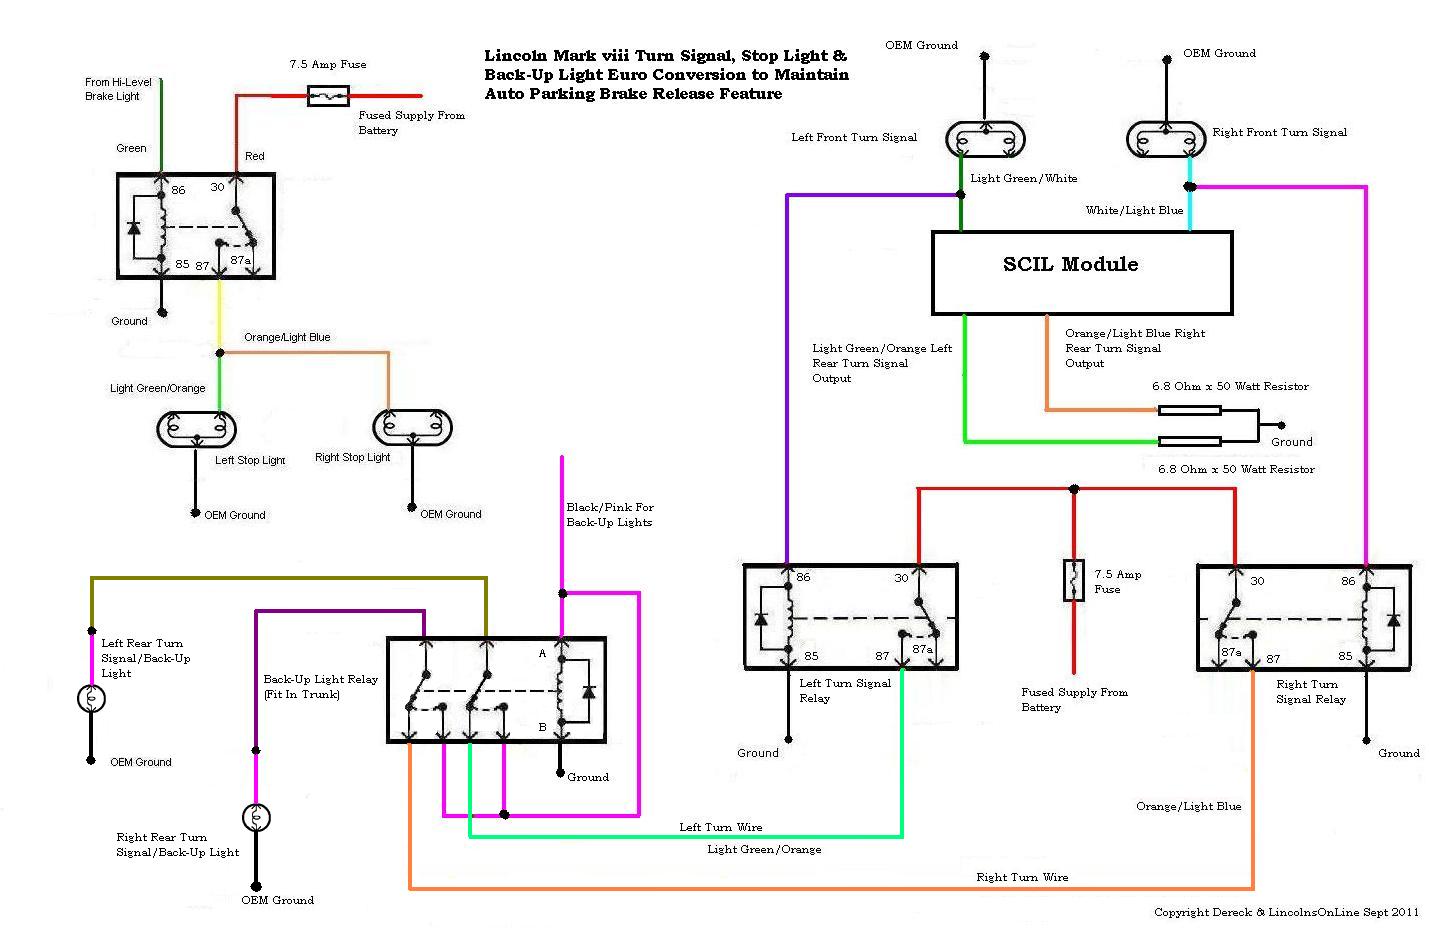 Lincoln Mark viii Turn Signal, Stop Light &
Back-Up Light Euro Conversion to Maintain
Auto Parking Brake Release Feature
From Hi-Level
Brake Light
7.5 Amp Fuse
Fused Supply From
Battery
Green
Red
86
30
85
87
87a
Ground
Orange/Light Blue
Light Green/Orange
Left Stop Light
Right Stop Light
OEM Ground
OEM Ground
OEM Ground
OEM Ground
Left Front Turn Signal
Right Front Turn Signal
Light Green/White
White/Light Blue
SCIL Module
Light Green/Orange Left
Rear Turn Signal
Output
Orange/Light Blue Right
Rear Turn Signal
Output
6.8 Ohm x 50 Watt Resistor
Ground
6.8 Ohm x 50 Watt Resistor
Black/Pink For
Back-Up Lights
Left Rear Turn
Signal/Back-Up
Light
OEM Ground
Back-Up Light Relay
(Fit In Trunk)
A
B
Ground
Right Rear Turn
Signal/Back-Up Light
OEM Ground
86
30
85
87
87a
Left Turn Signal
Relay
Ground
7.5 Amp
Fuse
Fused Supply From
Battery
30
86
87a
87
85
Right Turn
Signal Relay
Ground
Orange/Light Blue
Left Turn Wire
Light Green/Orange
Right Turn Wire
Copyright Dereck & LincolnsOnLine Sept 2011